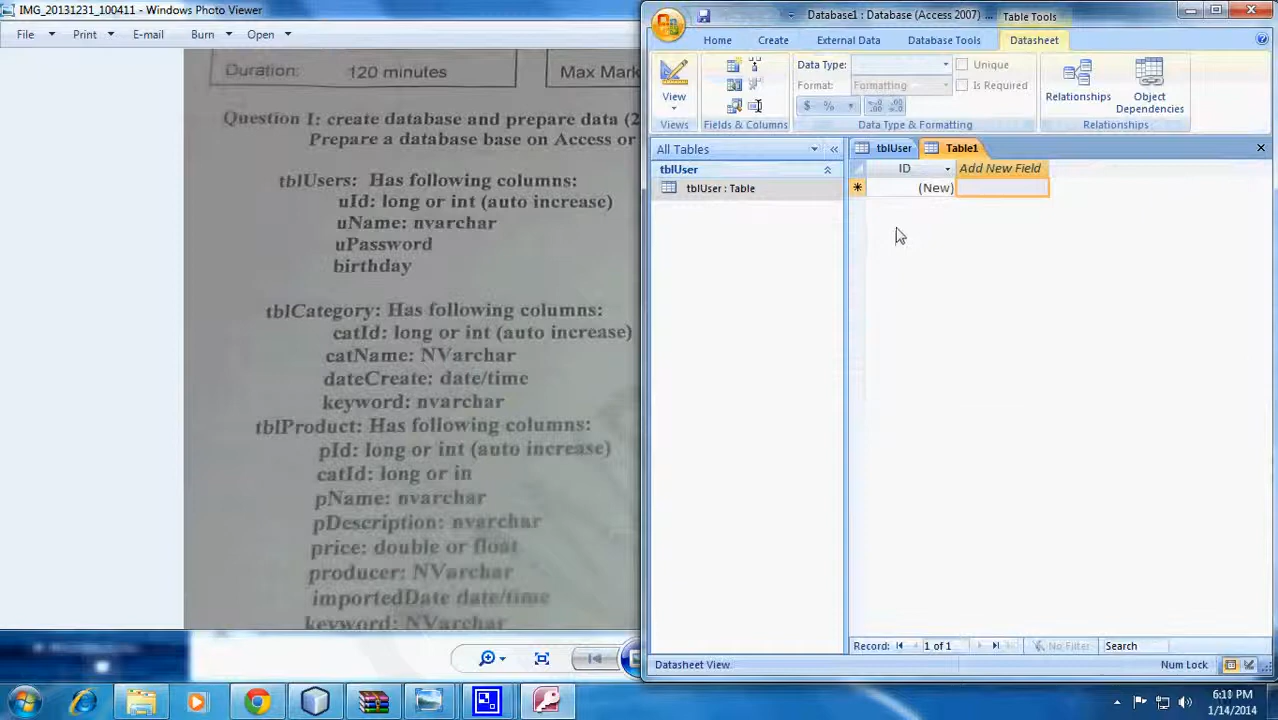 IMG_20131231_100411 - Windows Photo Viewer
File Print E-mail Burn Open
Duration: 120 minutes Max Mark
Question I: create database and prepare data (2
Prepare a database base on Access or
tblUsers: Has following columns:
uId: long or int (auto increase)
uName: nvarchar
uPassword
birthday
tblCategory: Has following columns:
catId: long or int (auto increase)
catName: NVarchar
dateCreate: date/time
keyword: nvarchar
tblProduct: Has following columns:
pId: long or int (auto increase)
catId: long or in
pName: nvarchar
pDescription: nvarchar
price: double or float
producer: NVarchar
importedDate date/time
keyword: NVarchar
Database1 : Database (Access 2007) ... Table Tools
Home Create External Data Database Tools Datasheet
View
Views
Fields & Columns
Data Type: Unique
Format: Formatting Is Required
$ %
Data Type & Formatting
Relationships
Object
Dependencies
Relationships
All Tables
tblUser
tblUser : Table
tblUser Table1
ID Add New Field
(New)
Record: 1 of 1 No Filter Search
Datasheet View Num Lock
6:11 PM
1/14/2014